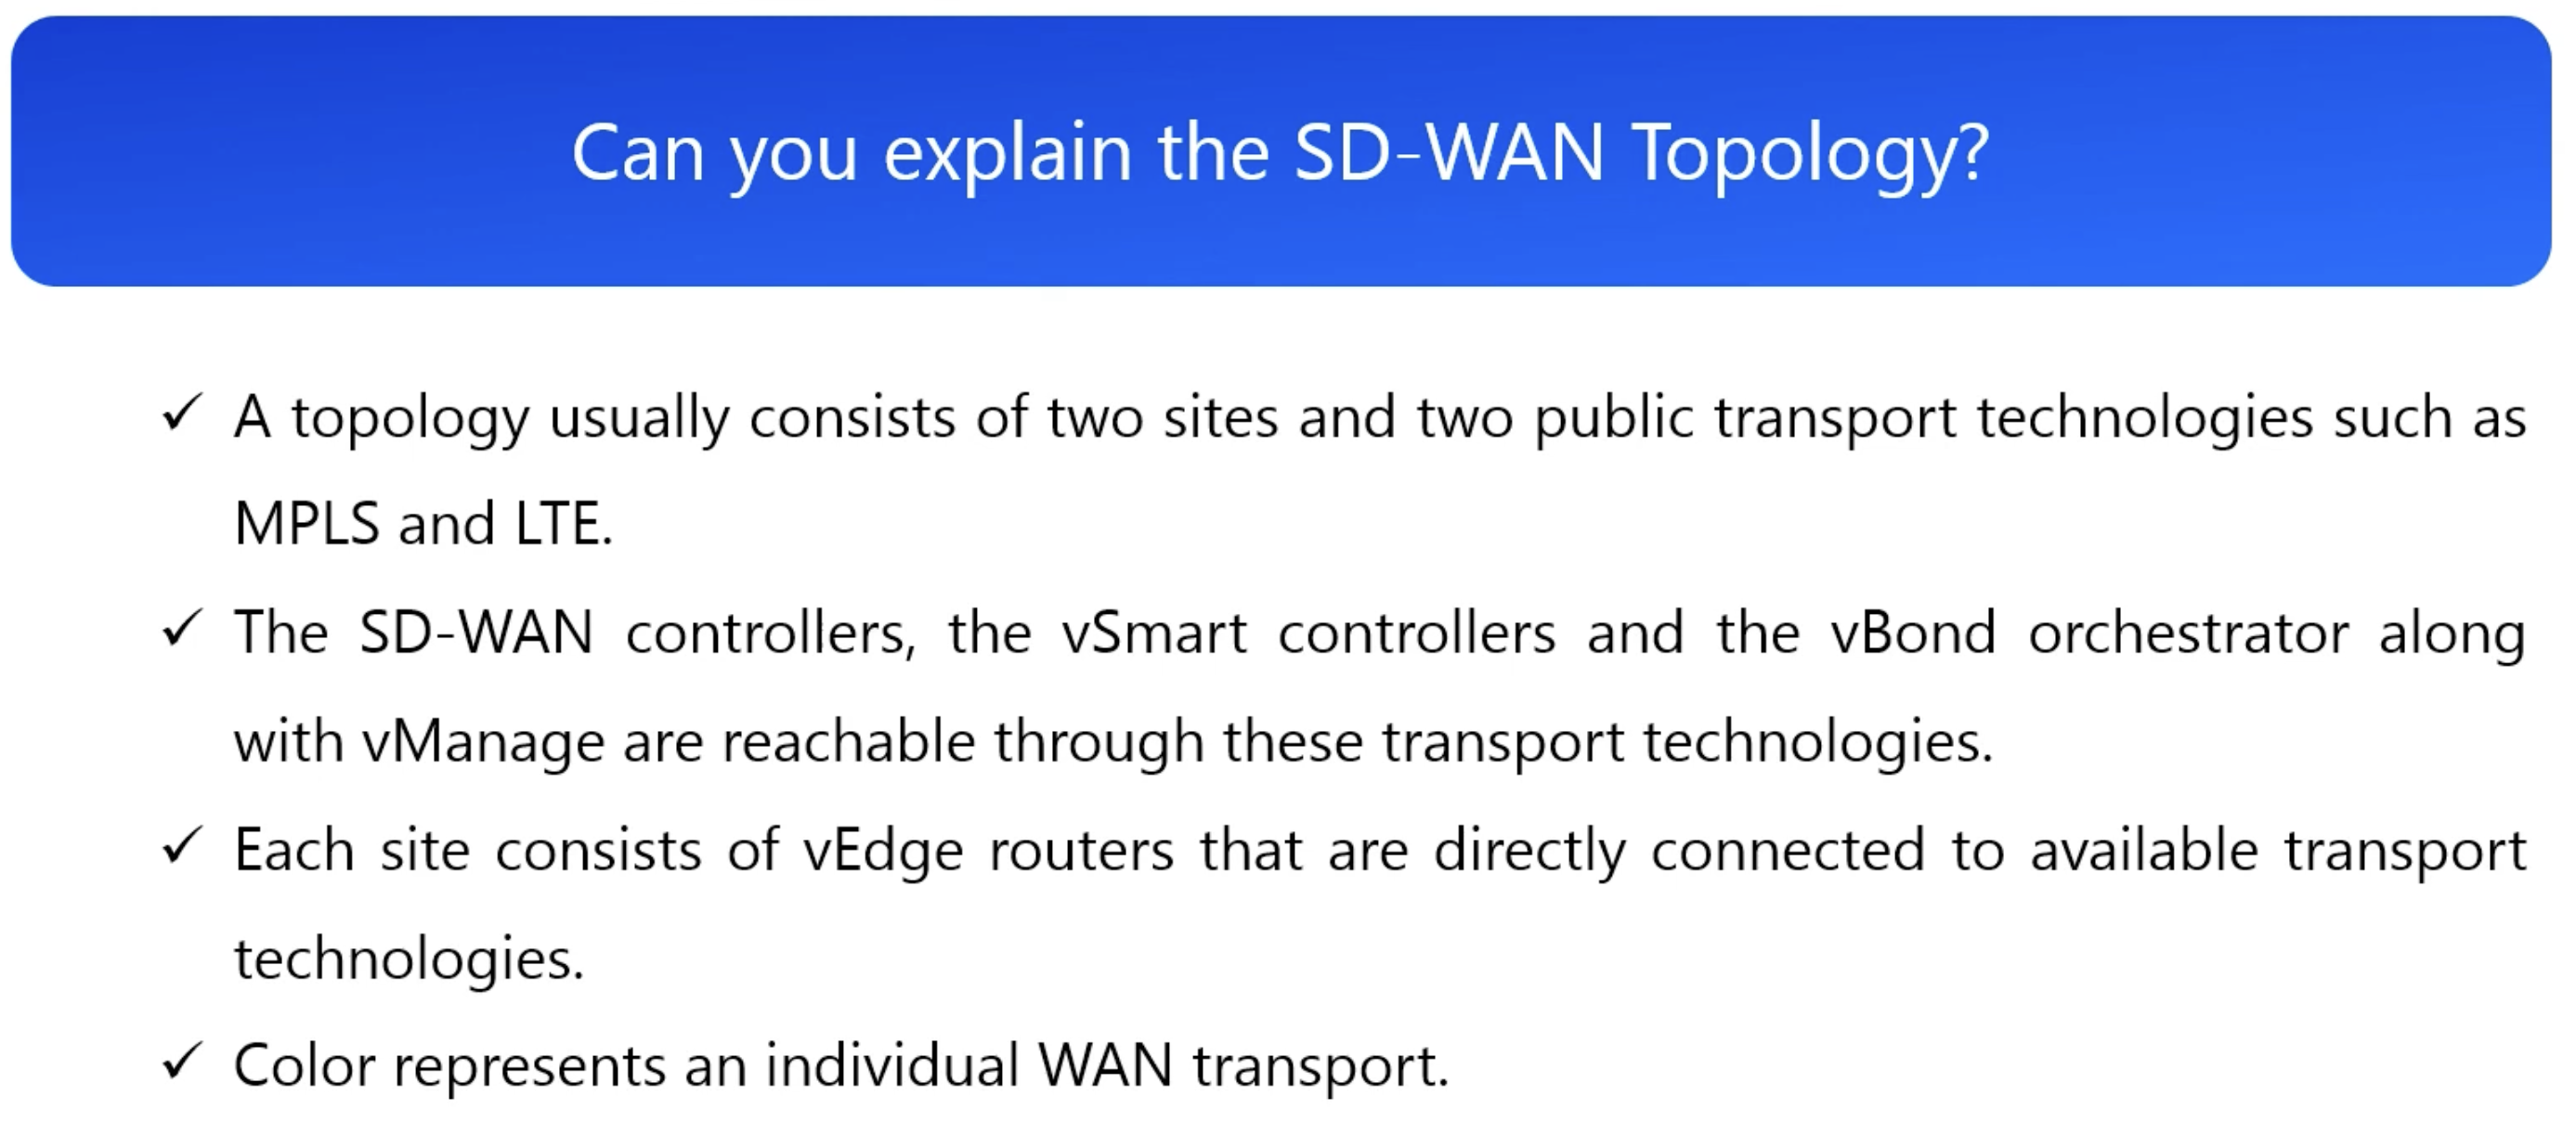 Can you explain the SD-WAN Topology?
✓ A topology usually consists of two sites and two public transport technologies such as
MPLS and LTE.
✓ The SD-WAN controllers, the vSmart controllers and the vBond orchestrator along
with vManage are reachable through these transport technologies.
✓ Each site consists of vEdge routers that are directly connected to available transport
technologies.
✓ Color represents an individual WAN transport.